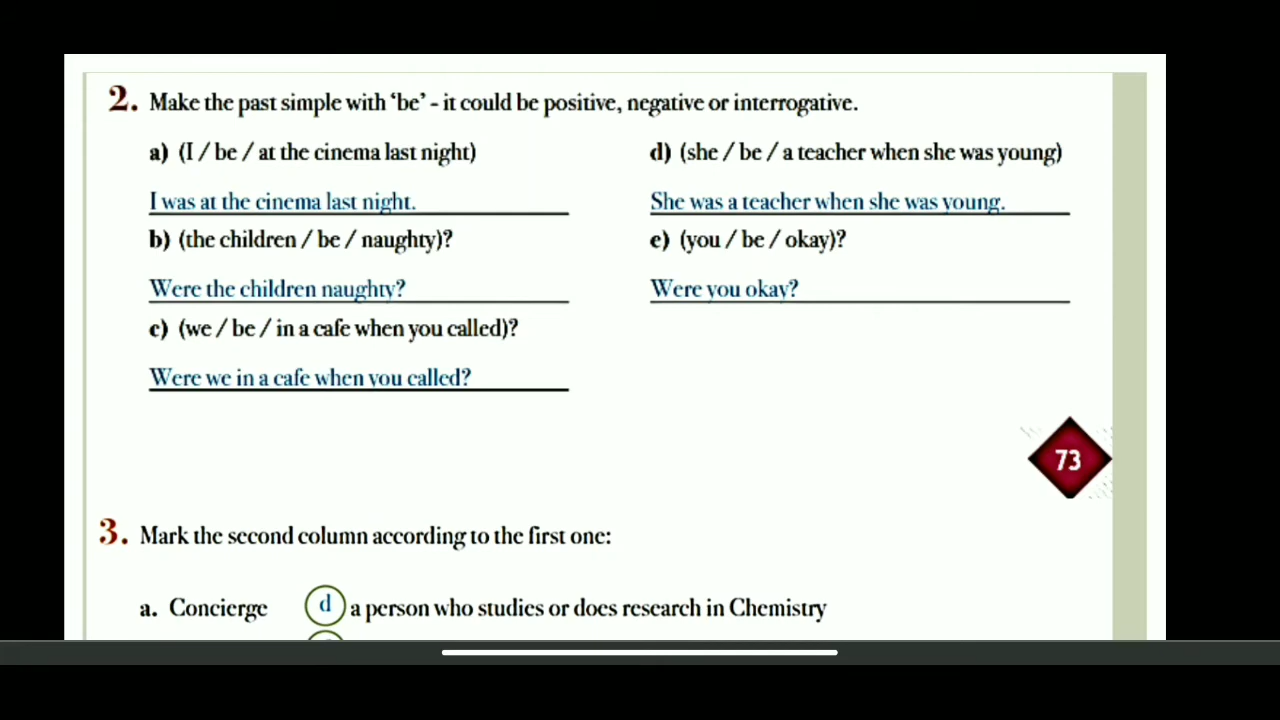 2. Make the past simple with ‘be’ - it could be positive, negative or interrogative.
a) (I / be / at the cinema last night)
I was at the cinema last night.
b) (the children / be / naughty)?
Were the children naughty?
c) (we / be / in a cafe when you called)?
Were we in a cafe when you called?
d) (she / be / a teacher when she was young)
She was a teacher when she was young.
e) (you / be / okay)?
Were you okay?
73
3. Mark the second column according to the first one:
a. Concierge d a person who studies or does research in Chemistry